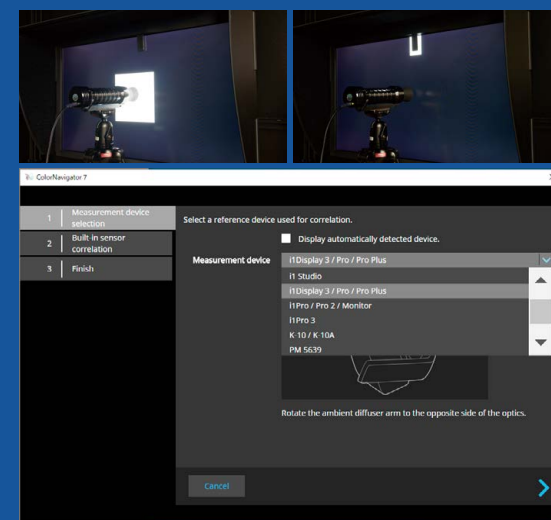 ColorNavigator 7
1 Measurement device
selection
2 Built-in sensor
correlation
3 Finish
Select a reference device used for correlation.
Display automatically detected device.
Measurement device i1Display 3 / Pro / Pro Plus
i1 Studio
i1Display 3 / Pro / Pro Plus
i1Pro / Pro 2 / Monitor
i1Pro 3
K-10 / K-10A
PM 5639
Rotate the ambient diffuser arm to the opposite side of the optics.
Cancel